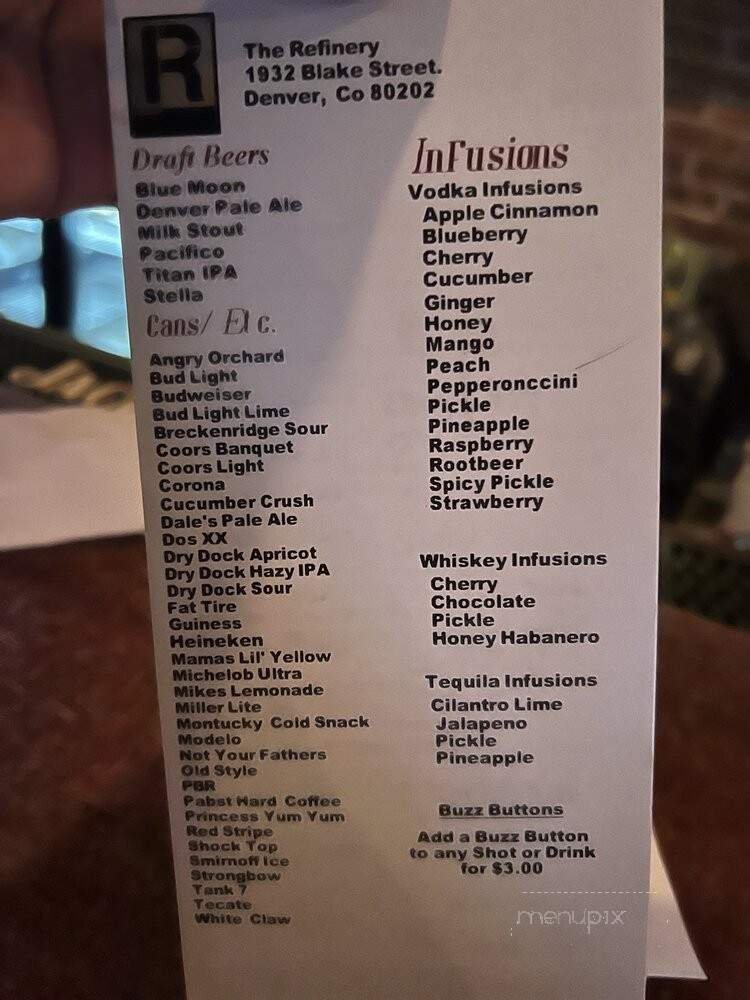 R
The Refinery
1932 Blake Street.
Denver, Co 80202
Draft Beers
Blue Moon
Denver Pale Ale
Milk Stout
Pacifico
Titan IPA
Stella
Cans/ Etc.
Angry Orchard
Bud Light
Budweiser
Bud Light Lime
Breckenridge Sour
Coors Banquet
Coors Light
Corona
Cucumber Crush
Dale's Pale Ale
Dos XX
Dry Dock Apricot
Dry Dock Hazy IPA
Dry Dock Sour
Fat Tire
Guiness
Heineken
Mamas Lil' Yellow
Michelob Ultra
Mikes Lemonade
Miller Lite
Montucky Cold Snack
Modelo
Not Your Fathers
Old Style
PBR
Pabst Hard Coffee
Princess Yum Yum
Red Stripe
Shock Top
Smirnoff Ice
Strongbow
Tank 7
Tecate
White Claw
Infusions
Vodka Infusions
Apple Cinnamon
Blueberry
Cherry
Cucumber
Ginger
Honey
Mango
Peach
Pepperonccini
Pickle
Pineapple
Raspberry
Rootbeer
Spicy Pickle
Strawberry
Whiskey Infusions
Cherry
Chocolate
Pickle
Honey Habanero
Tequila Infusions
Cilantro Lime
Jalapeno
Pickle
Pineapple
Buzz Buttons
Add a Buzz Button
to any Shot or Drink
for $3.00
menupix